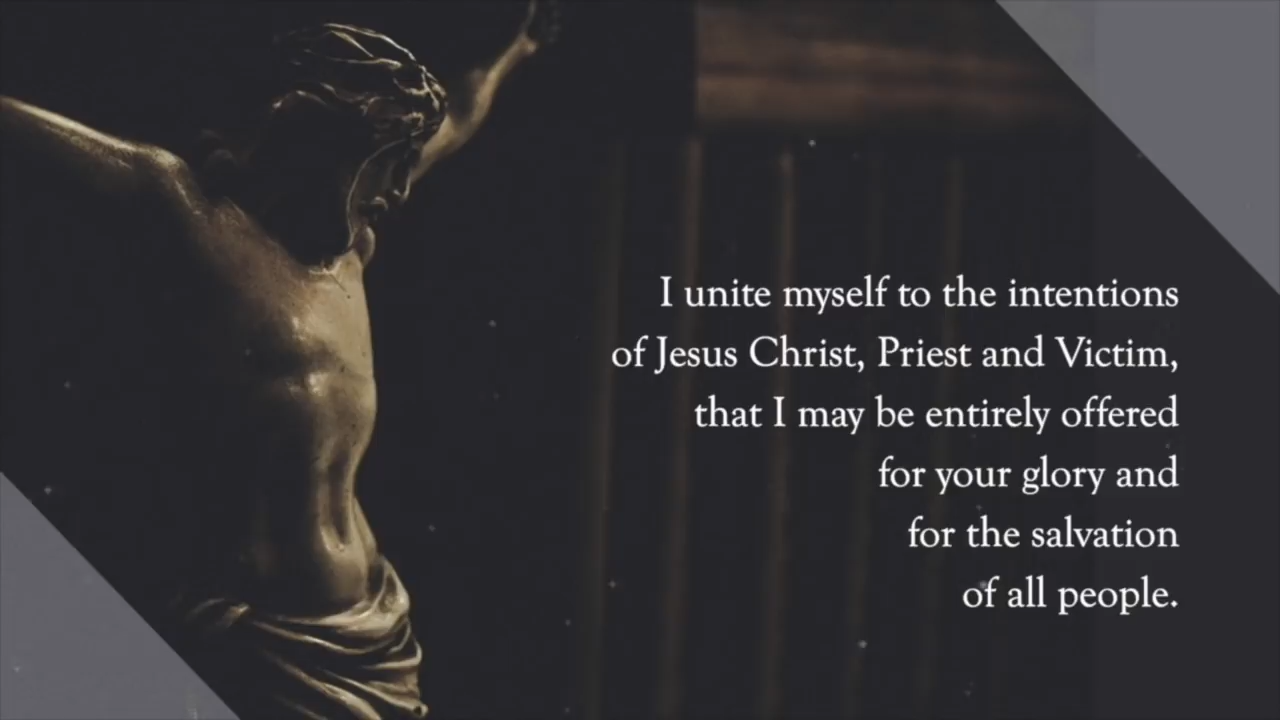 I unite myself to the intentions
of Jesus Christ, Priest and Victim,
that I may be entirely offered
for your glory and
for the salvation
of all people.